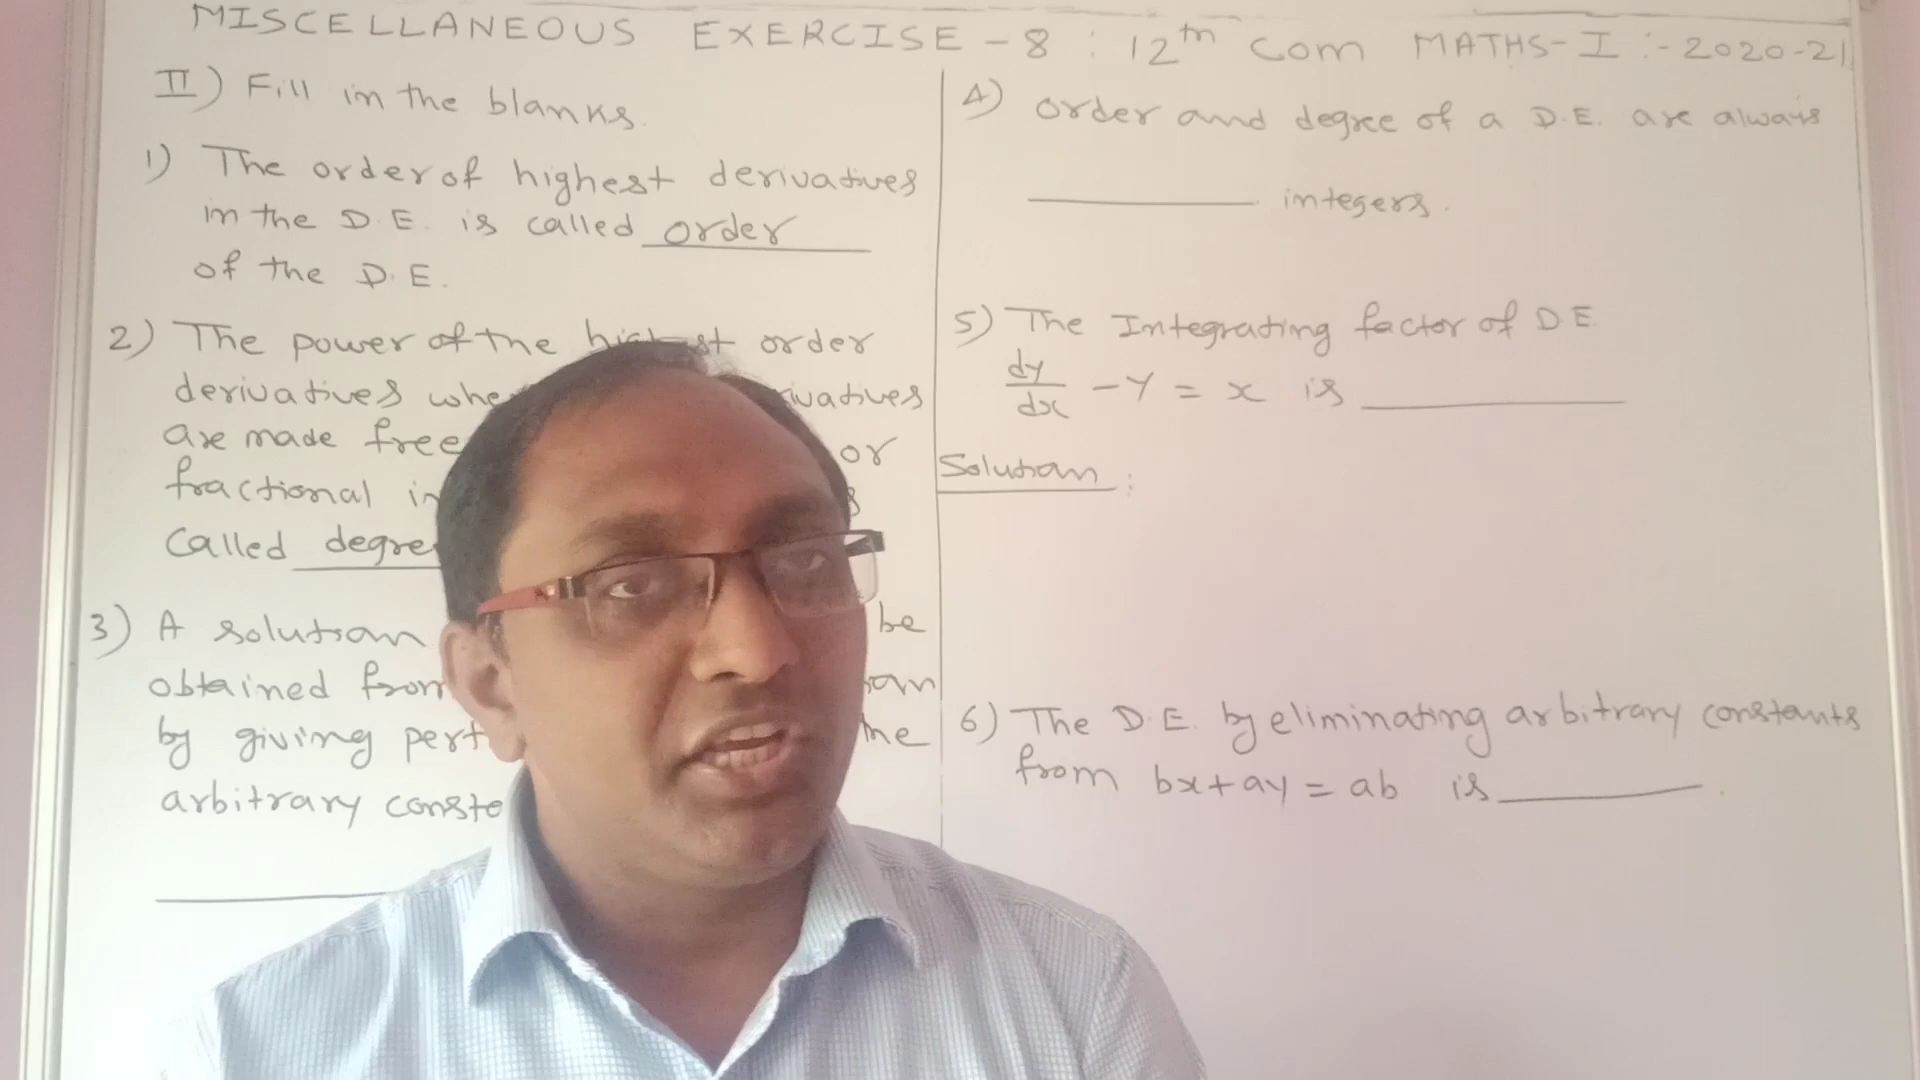 MISCELLANEOUS EXERCISE - 8 : 12th com MATHS-I :- 2020-21
II) Fill in the blanks.
1) The order of highest derivatives
in the D.E. is called order
of the D.E.
2) The power of the highest order
derivatives
are made free or
fractional
called degree
3) A solution be
obtained from
by giving the
arbitrary
4) order and degree of a D.E. are always
integers.
5) The Integrating factor of D.E.
dy/dx - y = x is
Solution :
6) The D.E. by eliminating arbitrary constants
from bx + ay = ab is .